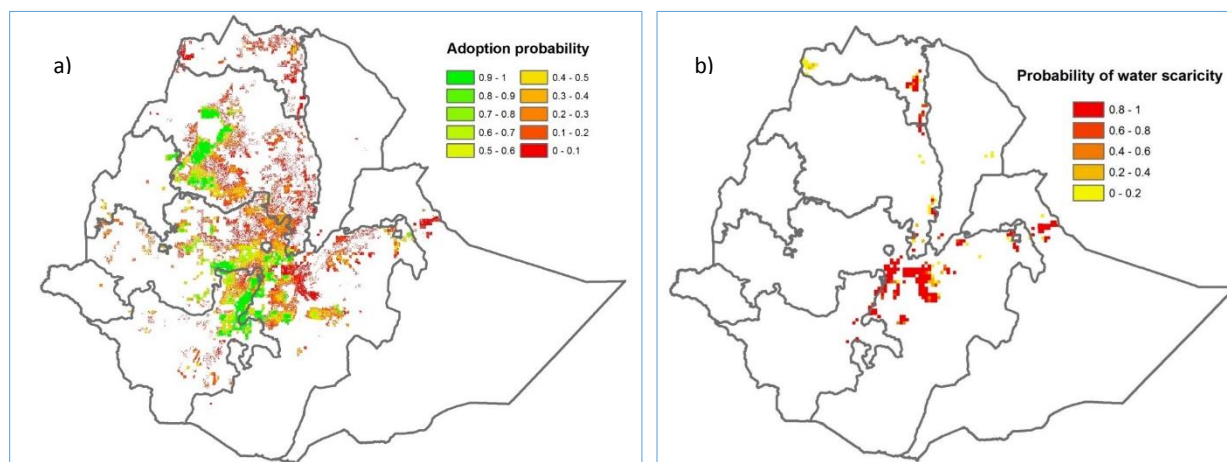 a)
Adoption probability
0.9 - 1
0.8 - 0.9
0.7 - 0.8
0.6 - 0.7
0.5 - 0.6
0.4 - 0.5
0.3 - 0.4
0.2 - 0.3
0.1 - 0.2
0 - 0.1
b)
Probability of water scaricity
0.8 - 1
0.6 - 0.8
0.4 - 0.6
0.2 - 0.4
0 - 0.2